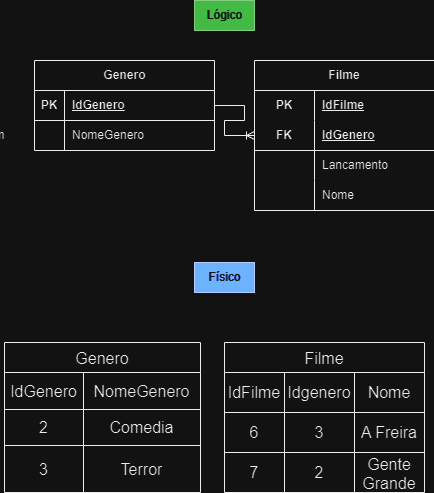 Lógico
Genero
PK IdGenero
NomeGenero
Filme
PK IdFilme
FK IdGenero
Lancamento
Nome
Físico
Genero
IdGenero NomeGenero
2 Comedia
3 Terror
Filme
IdFilme Idgenero Nome
6 3 A Freira
7 2 Gente
Grande